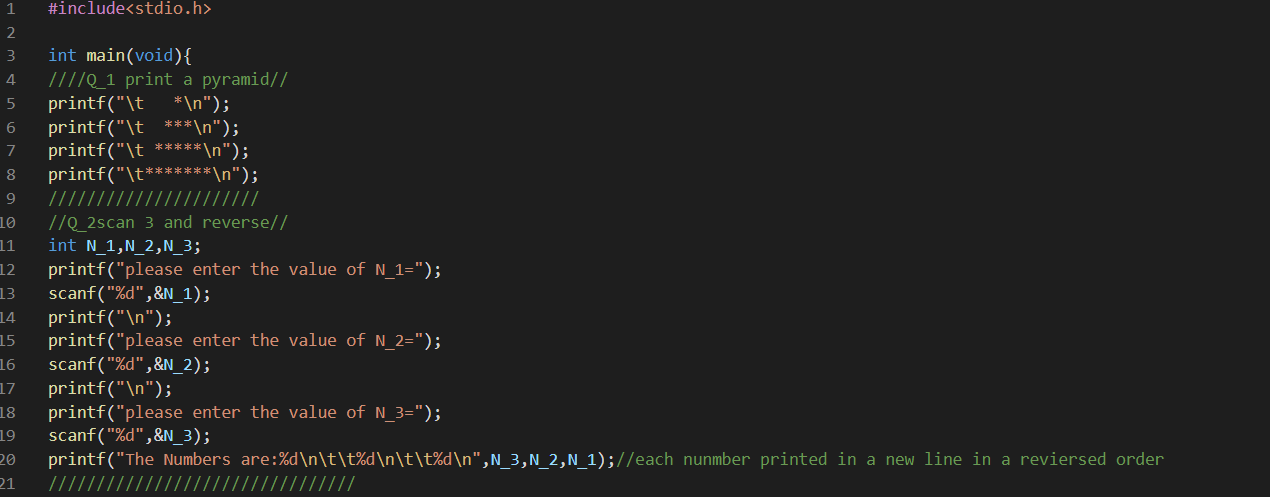 1 #include<stdio.h>
2
3 int main(void){
4 ////Q_1 print a pyramid//
5 printf("\t   *\n");
6 printf("\t  ***\n");
7 printf("\t *****\n");
8 printf("\t*******\n");
9 //////////////////////
10 //Q_2scan 3 and reverse//
11 int N_1,N_2,N_3;
12 printf("please enter the value of N_1=");
13 scanf("%d",&N_1);
14 printf("\n");
15 printf("please enter the value of N_2=");
16 scanf("%d",&N_2);
17 printf("\n");
18 printf("please enter the value of N_3=");
19 scanf("%d",&N_3);
20 printf("The Numbers are:%d\n\t\t%d\n\t\t%d\n",N_3,N_2,N_1);//each nunmber printed in a new line in a reviersed order
21 ////////////////////////////////